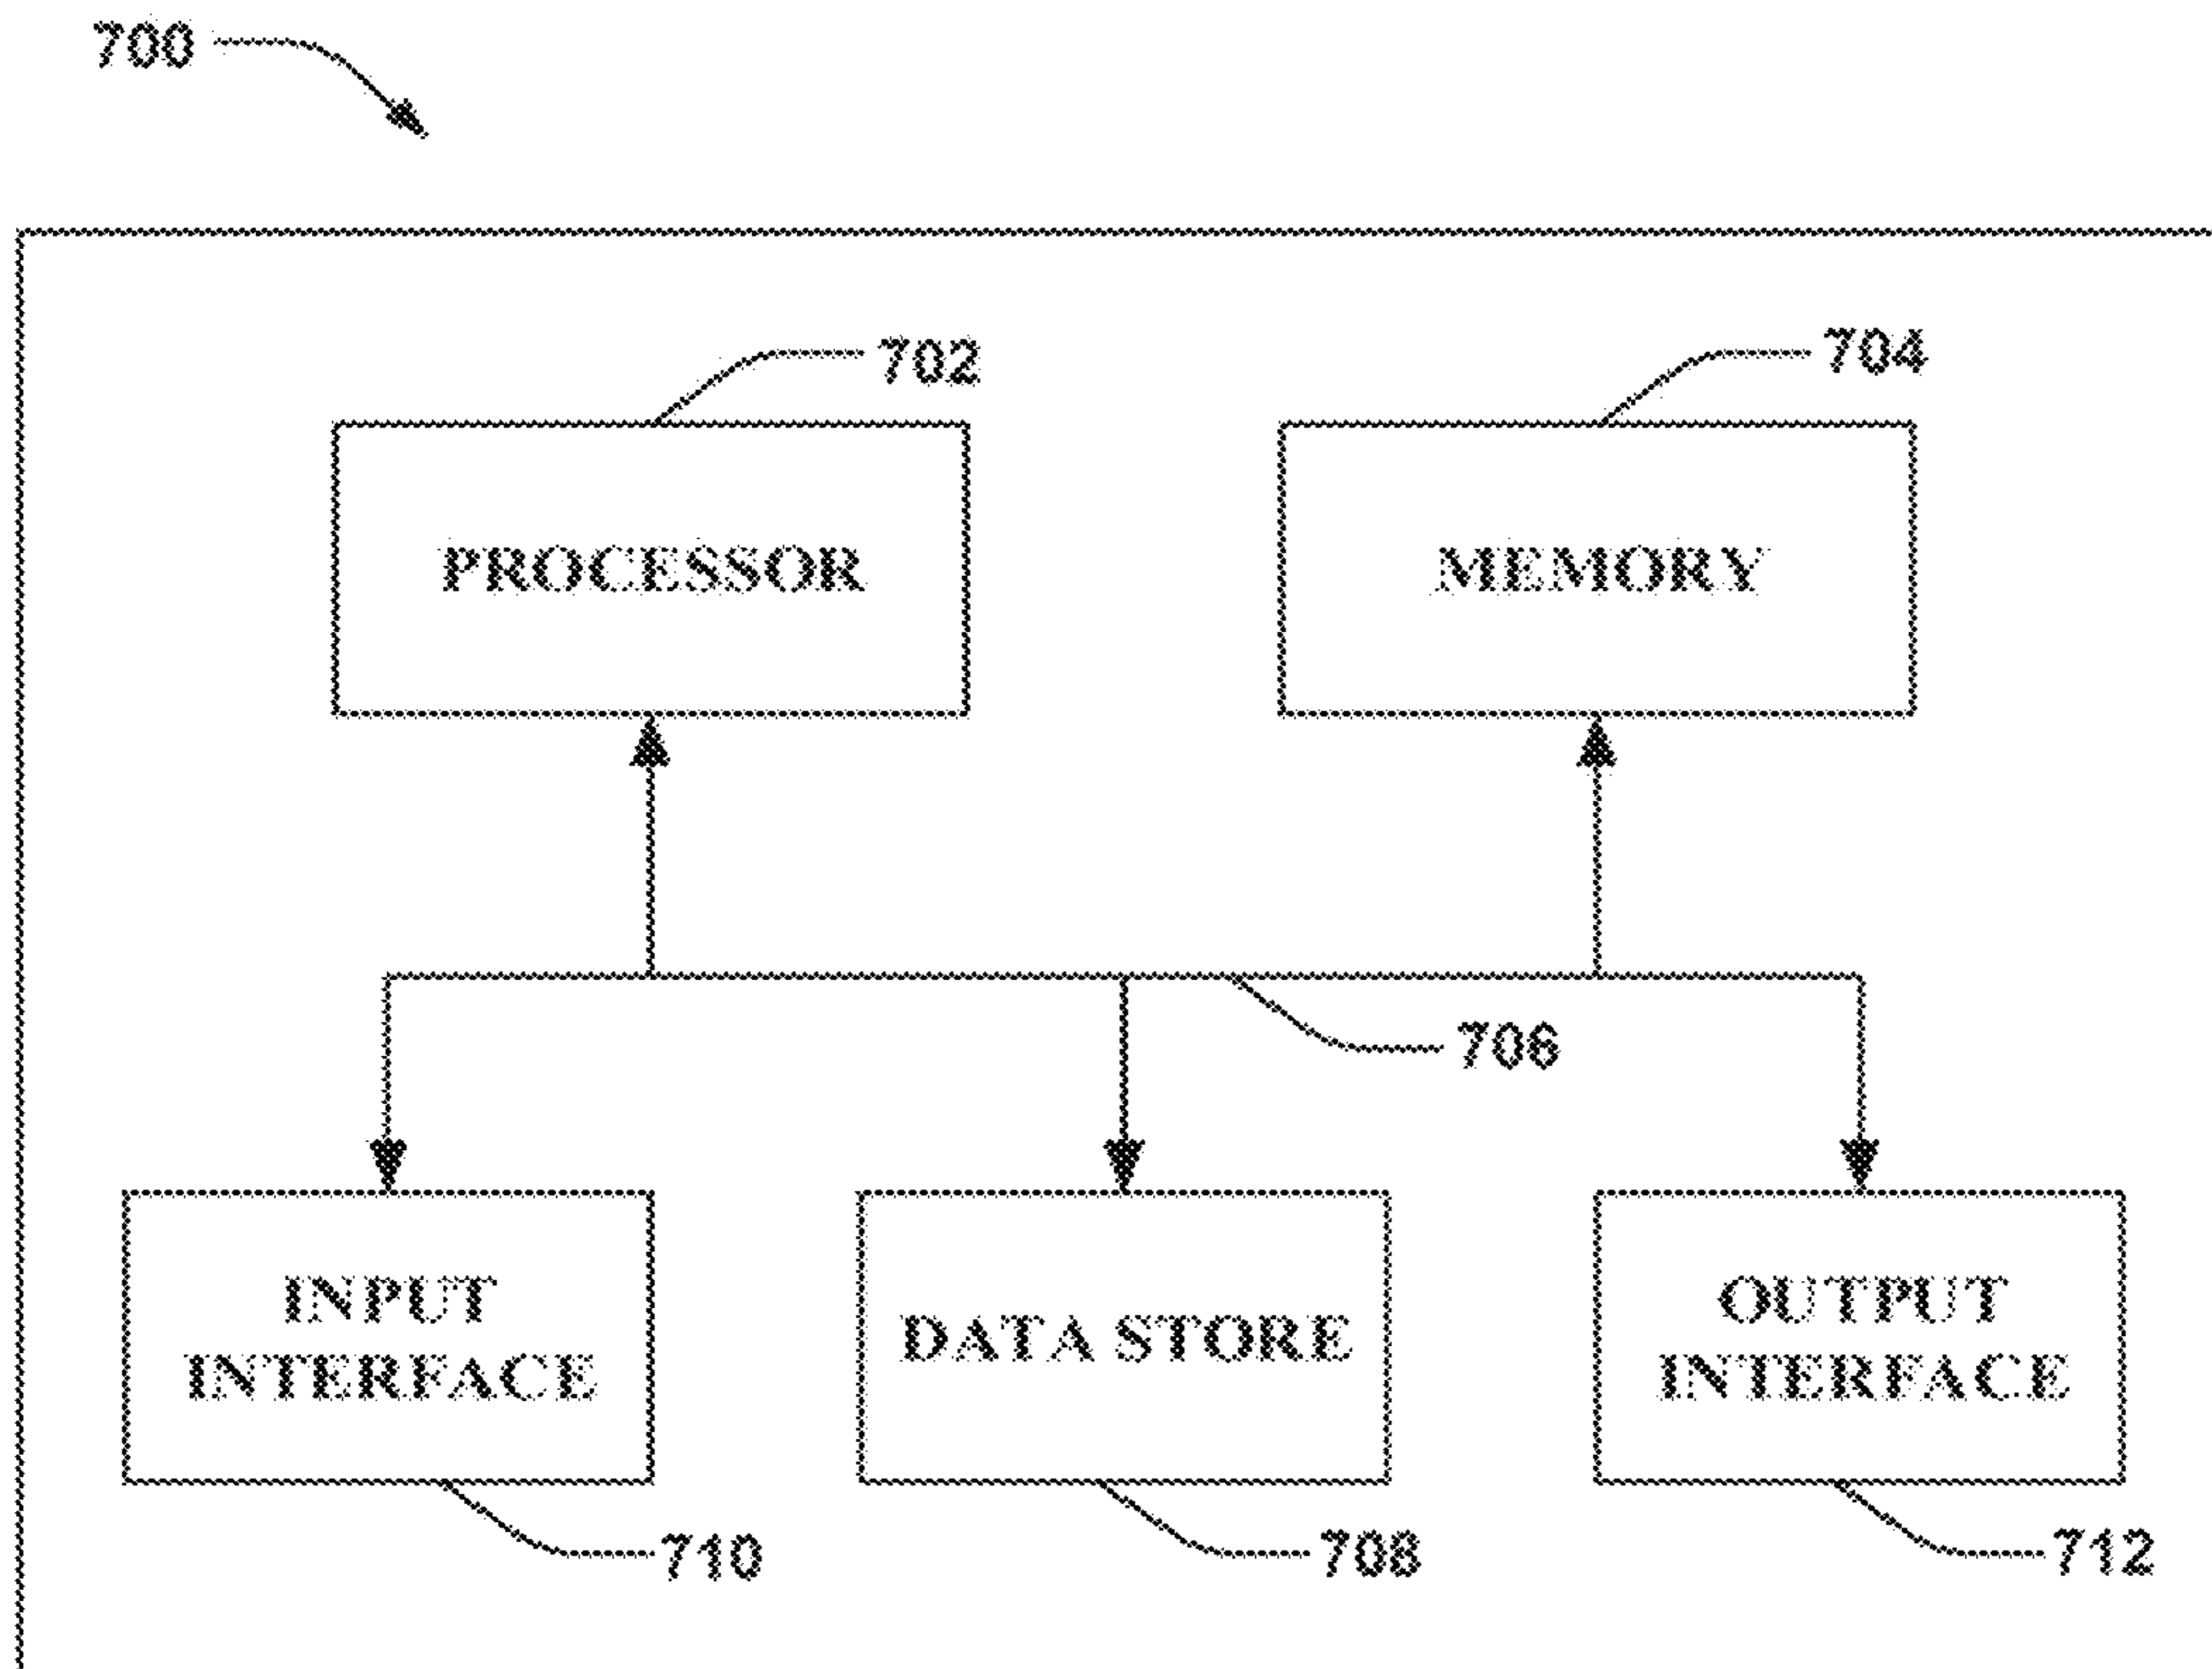 700
702
704
PROCESSOR
MEMORY
706
INPUT
INTERFACE
DATA STORE
OUTPUT
INTERFACE
710
708
712